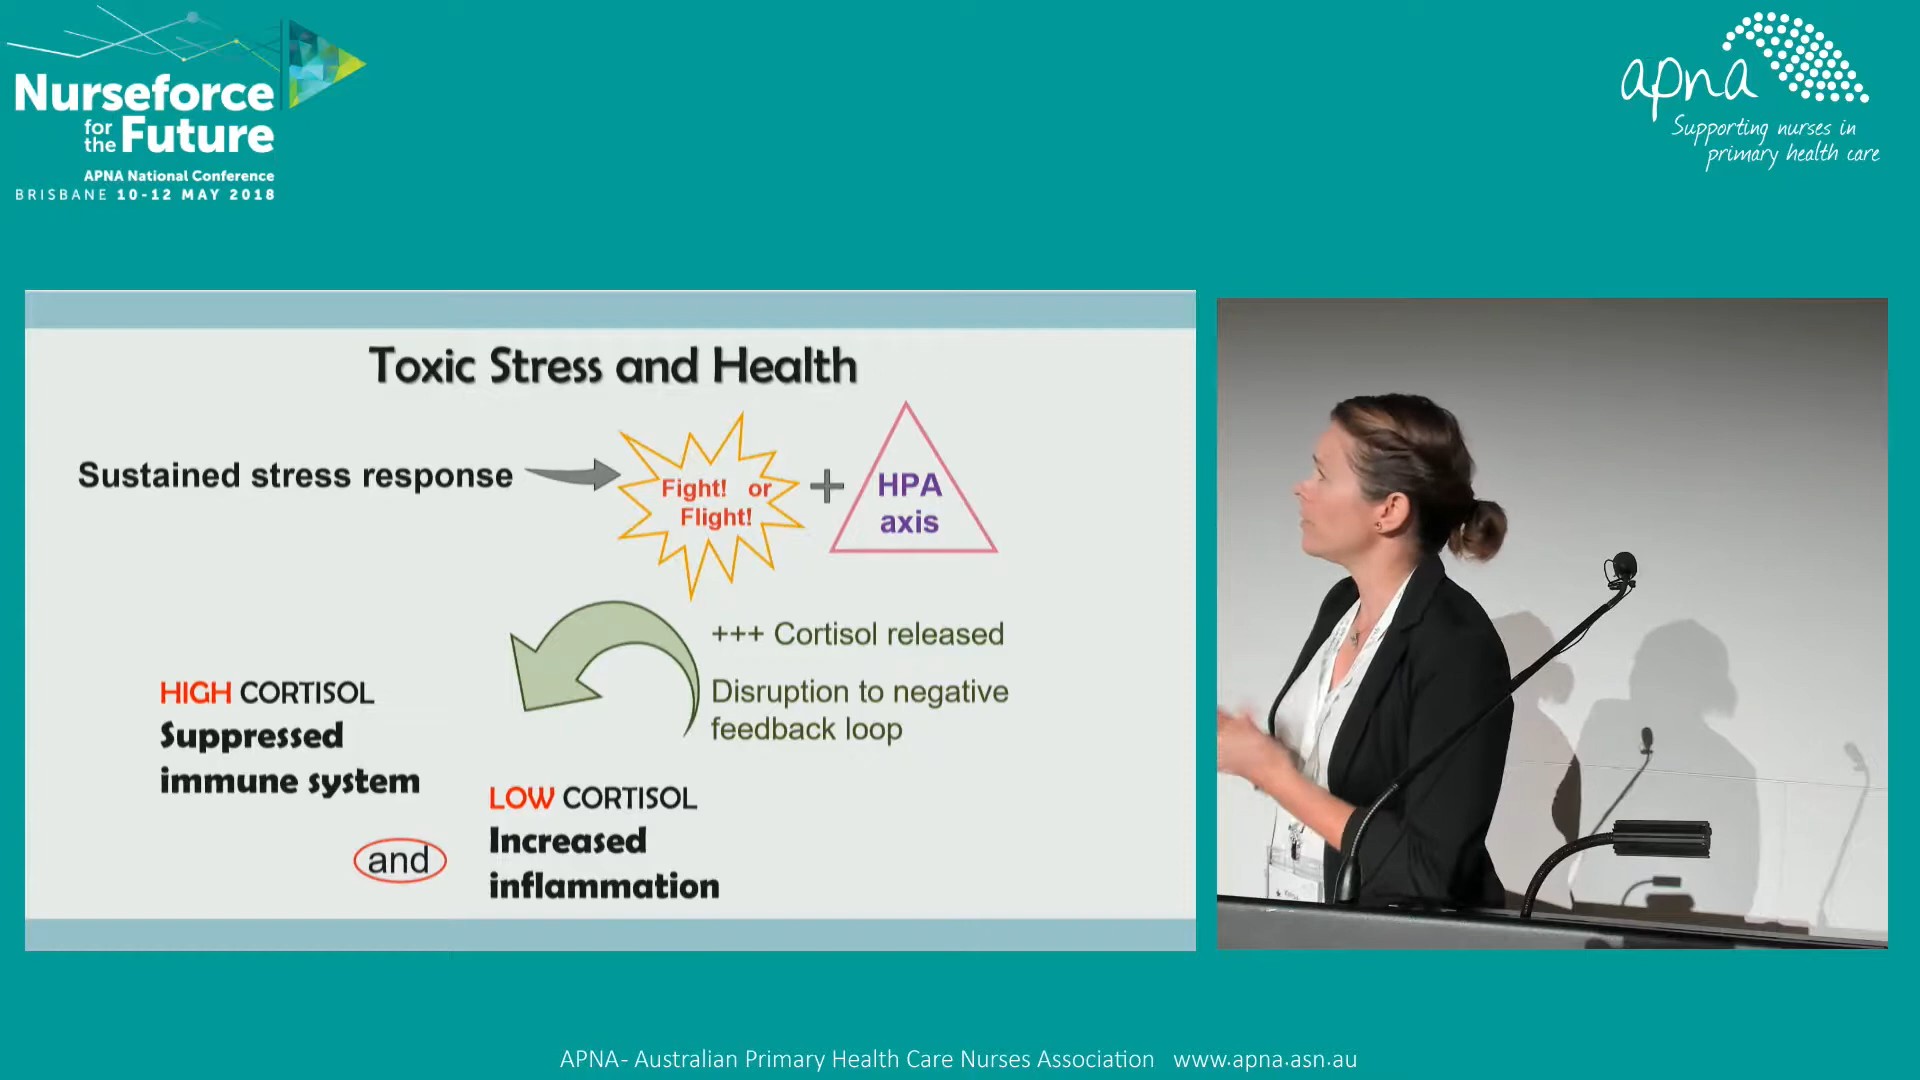 Nurseforce
for the Future
APNA National Conference
BRISBANE 10-12 MAY 2018
apna
Supporting nurses in
primary health care
Toxic Stress and Health
Sustained stress response
Fight! or
Flight!
+
HPA
axis
+++ Cortisol released
Disruption to negative
feedback loop
HIGH CORTISOL
Suppressed
immune system
and
LOW CORTISOL
Increased
inflammation
APNA- Australian Primary Health Care Nurses Association www.apna.asn.au